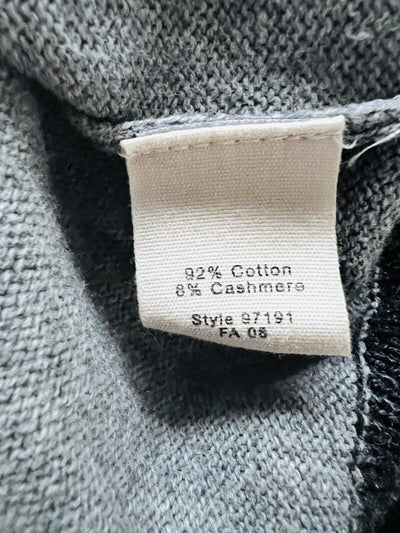 92% Cotton
8% Cashmere
Style 97191
FA 08